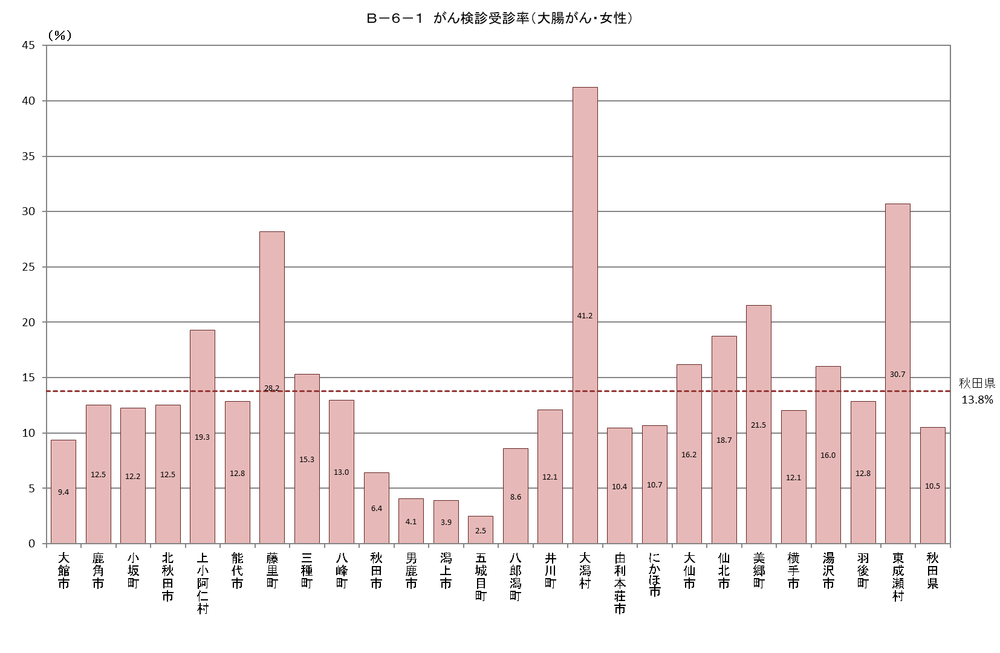 Ｂ－６－１　がん検診受診率（大腸がん・女性）
（％）
45
40
35
30
25
20
15
10
5
0
9.4
12.5
12.2
12.5
19.3
12.8
28.2
15.3
13.0
6.4
4.1
3.9
2.5
8.6
12.1
41.2
10.4
10.7
16.2
18.7
21.5
12.1
16.0
12.8
30.7
10.5
秋田県
13.8%
大館市
鹿角市
小坂町
北秋田市
上小阿仁村
能代市
藤里町
三種町
八峰町
秋田市
男鹿市
潟上市
五城目町
八郎潟町
井川町
大潟村
由利本荘市
にかほ市
大仙市
仙北市
美郷町
横手市
湯沢市
羽後町
東成瀬村
秋田県